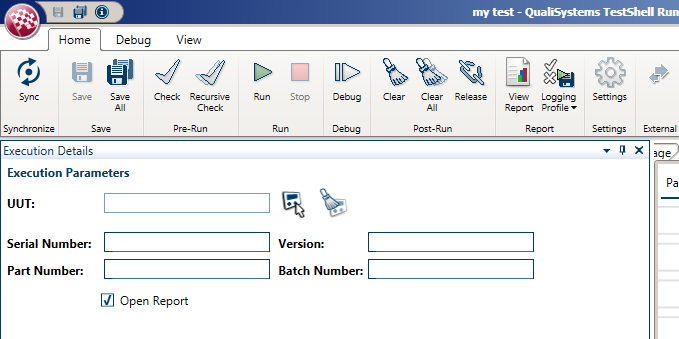 my test - QualiSystems TestShell Run
Home Debug View
Sync Save Save All Check Recursive Check Run Stop Debug Clear Clear All Release View Report Logging Profile Settings
Synchronize Save Pre-Run Run Debug Post-Run Report Settings External
Execution Details
age
Execution Parameters
Pa
UUT:
Serial Number: Version:
Part Number: Batch Number:
Open Report